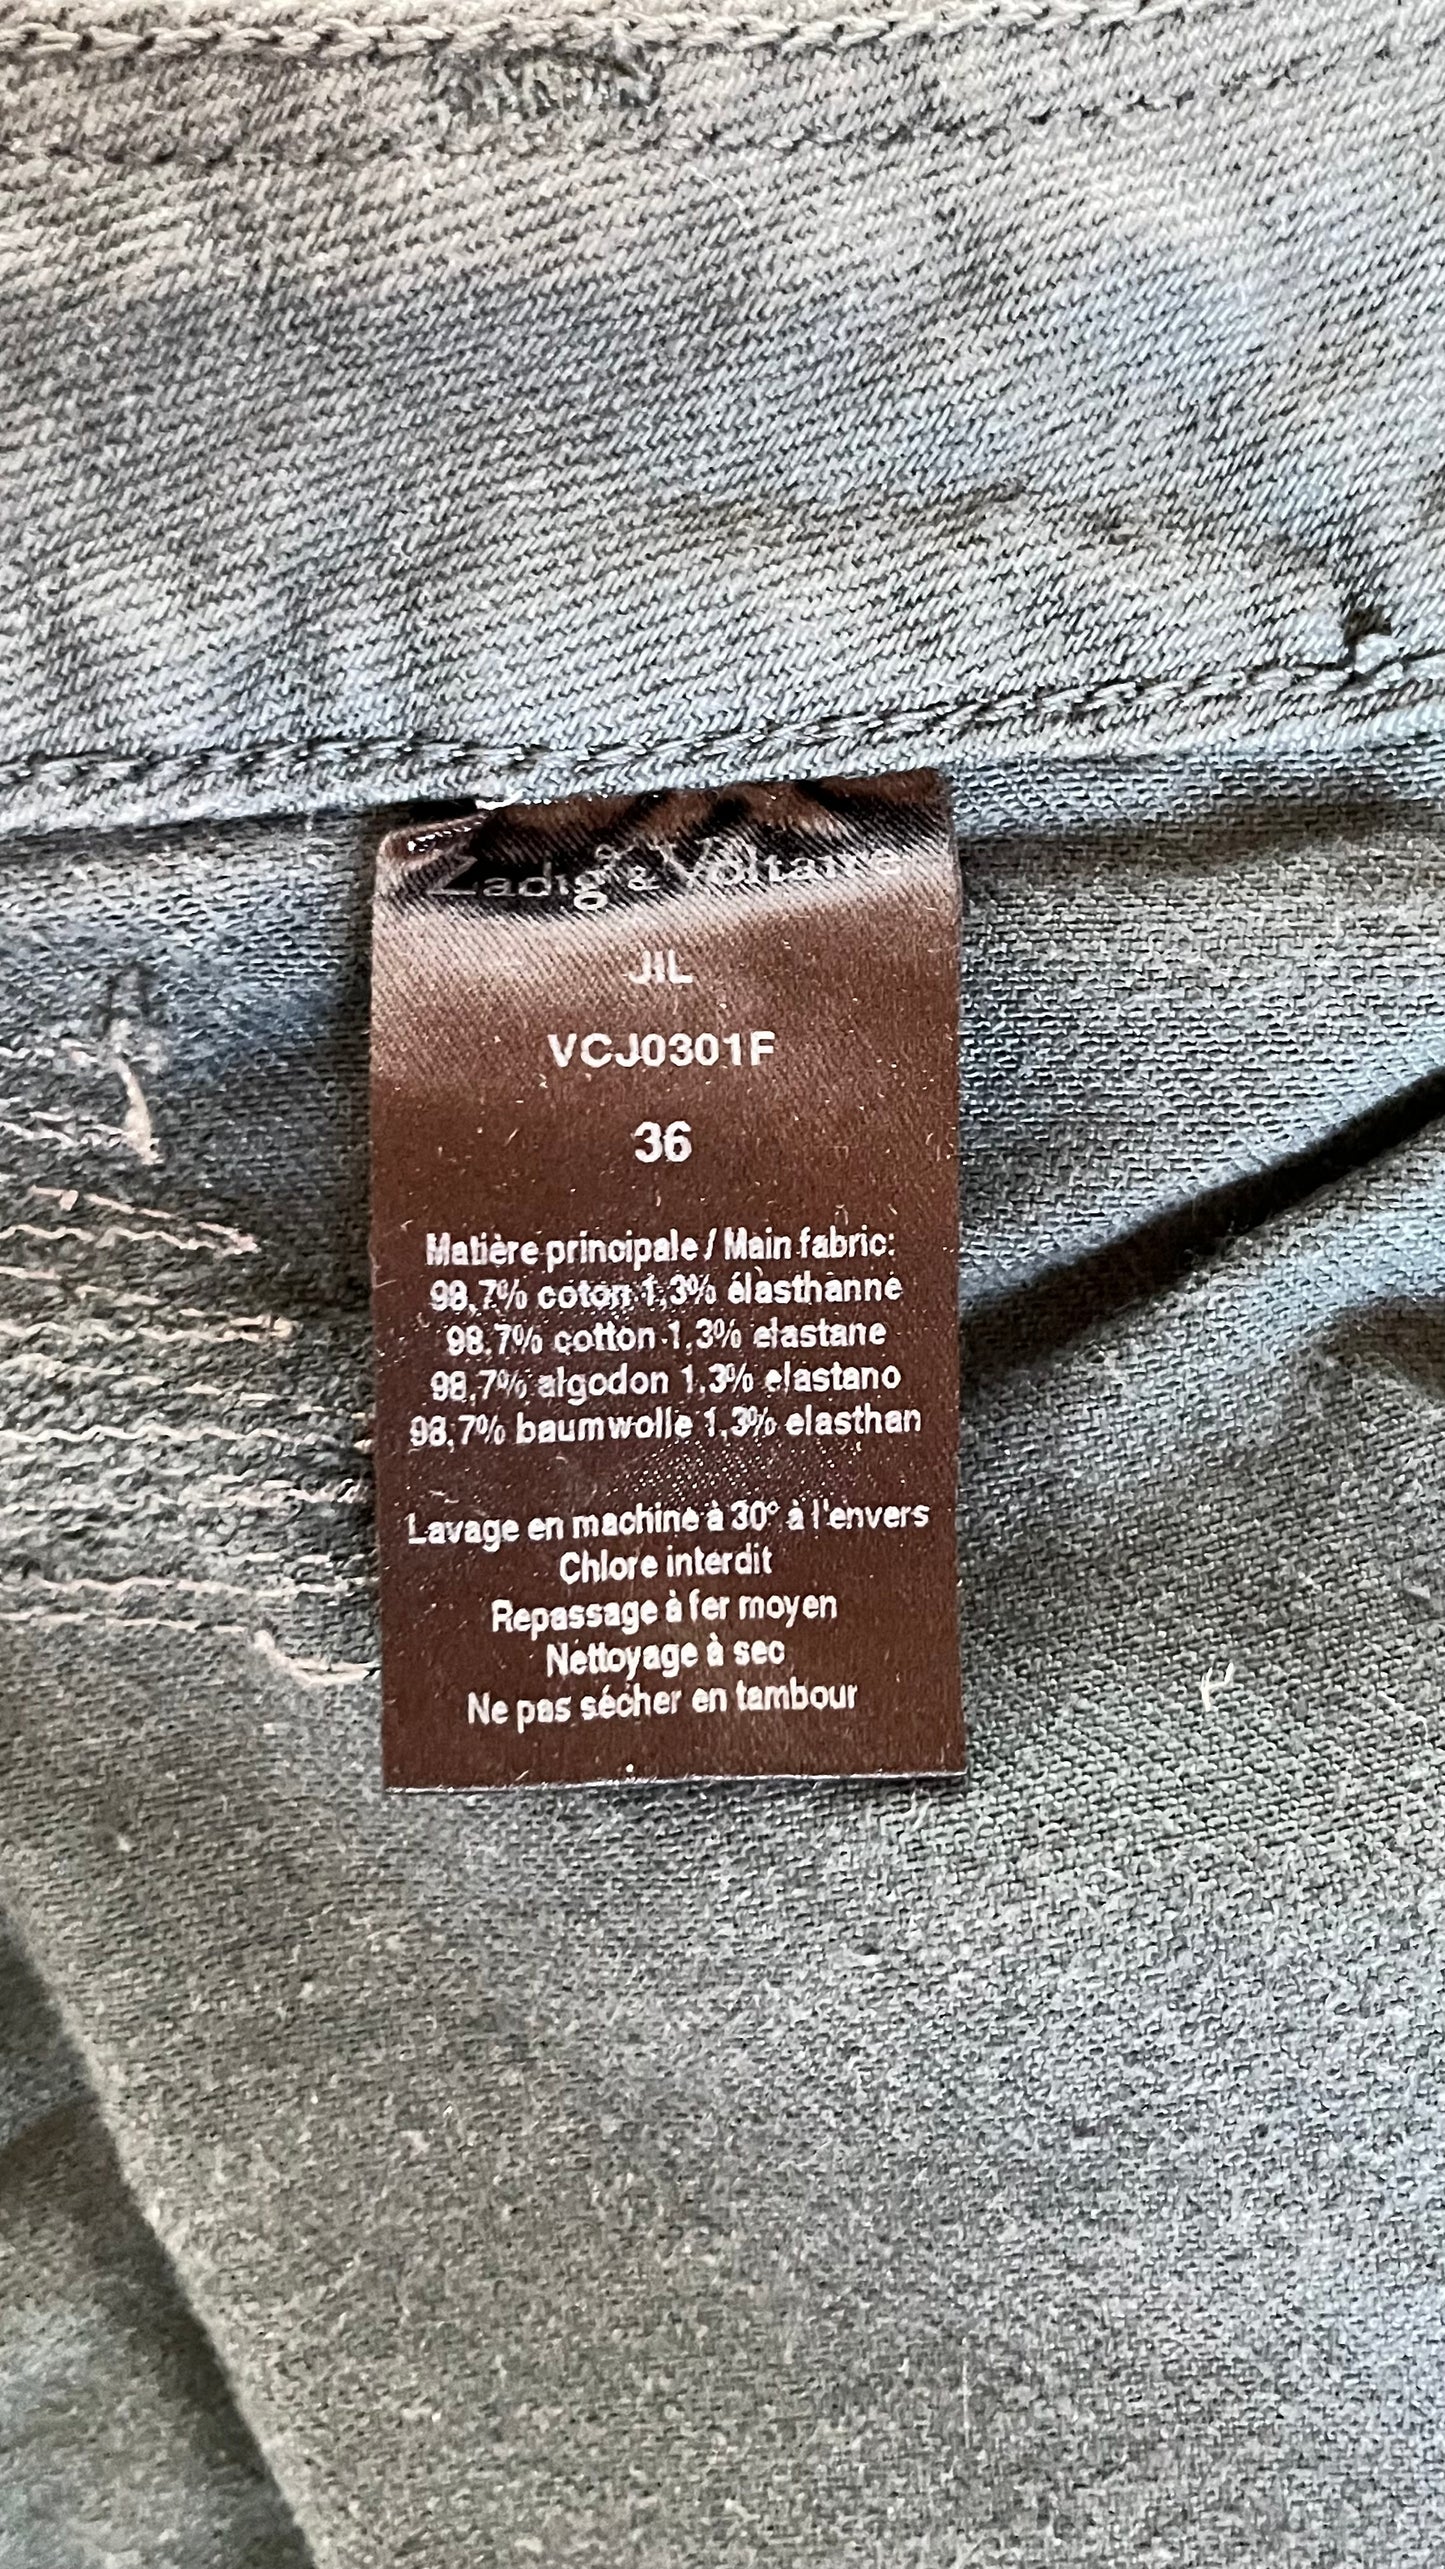 Zadig & Voltaire
JIL
VCJ0301F
36
Matière principale / Main fabric:
98,7% coton 1,3% élasthanne
98,7% cotton 1,3% elastane
98,7% algodon 1,3% elastano
98,7% baumwolle 1,3% elasthan
Lavage en machine à 30° à l'envers
Chlore interdit
Repassage à fer moyen
Nettoyage à sec
Ne pas sécher en tambour